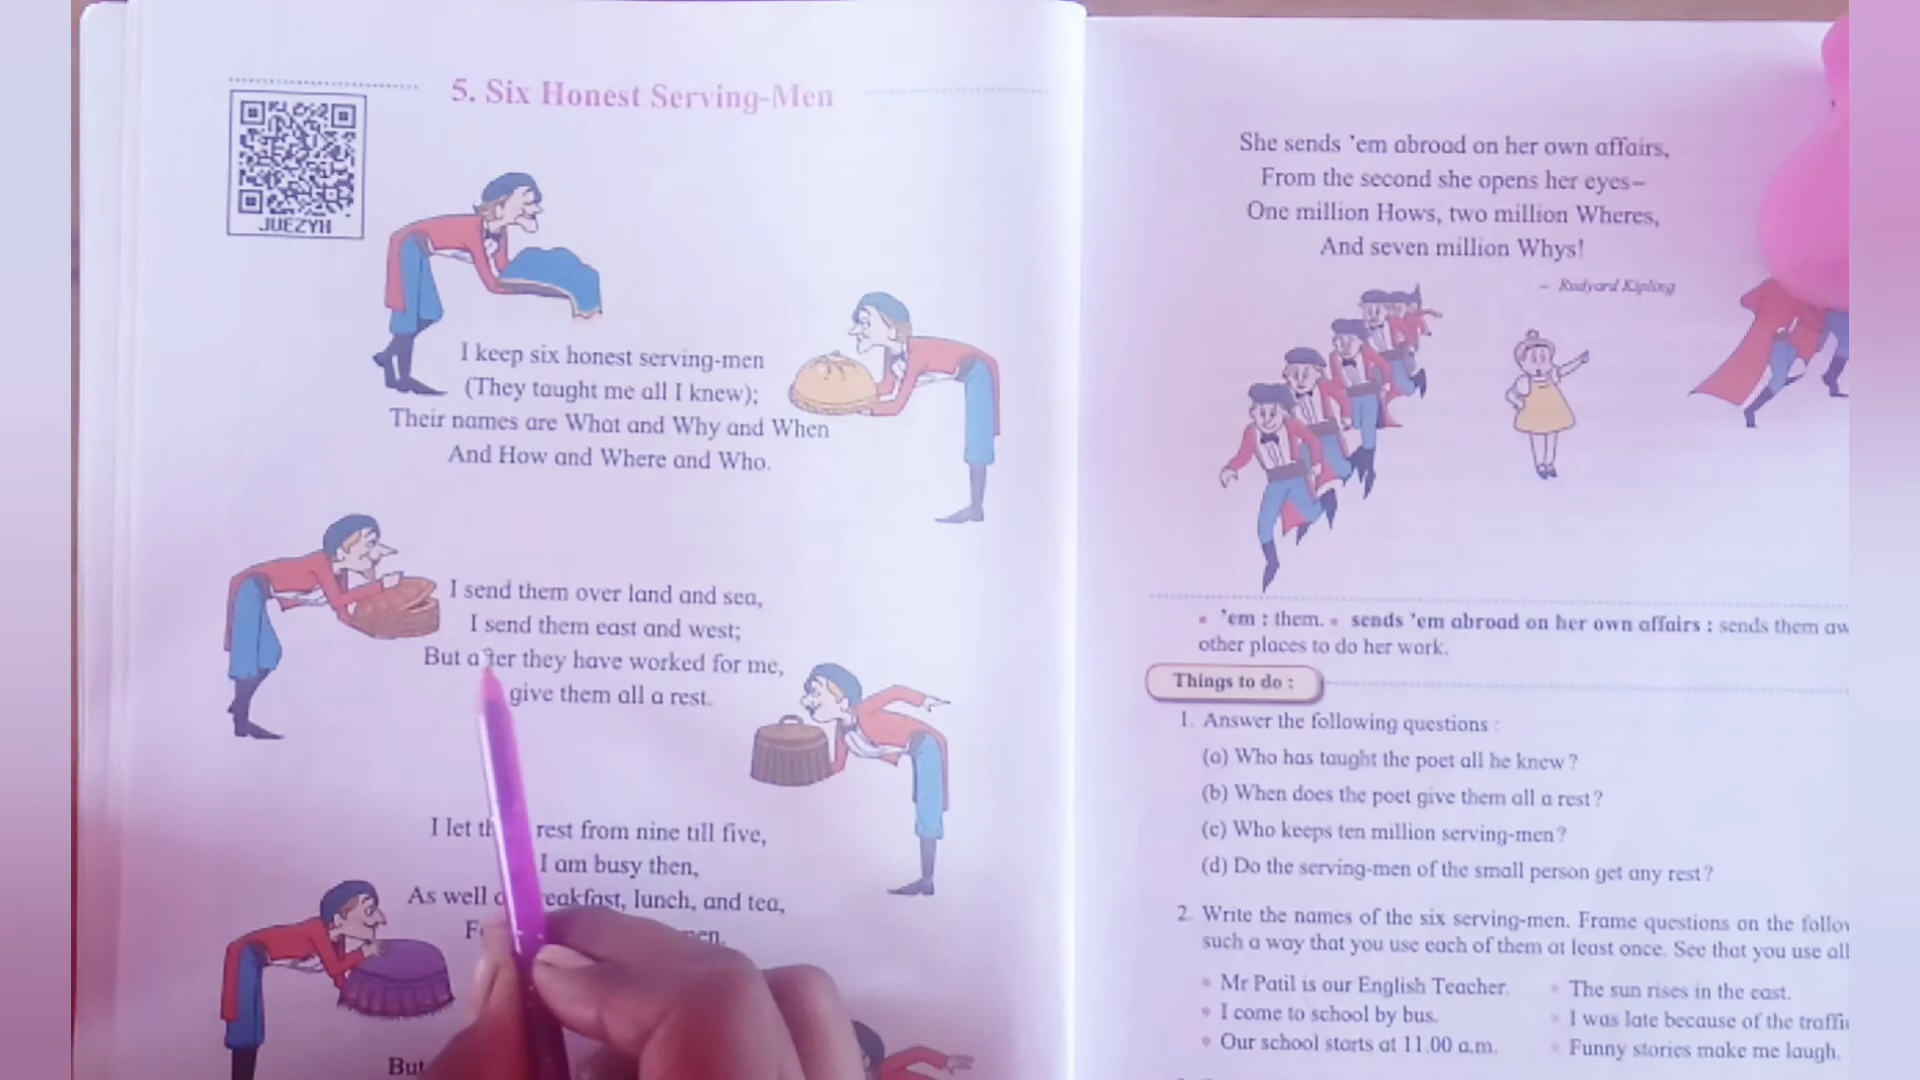 5. Six Honest Serving-Men
JUEZYH
I keep six honest serving-men
(They taught me all I knew);
Their names are What and Why and When
And How and Where and Who.
I send them over land and sea,
I send them east and west;
But after they have worked for me,
give them all a rest.
I let rest from nine till five,
I am busy then,
As well lunch, and tea,
But
She sends 'em abroad on her own affairs,
From the second she opens her eyes–
One million Hows, two million Wheres,
And seven million Whys!
– Rudyard Kipling
• 'em : them. • sends 'em abroad on her own affairs : sends them
other places to do her work.
Things to do :
1. Answer the following questions :
(a) Who has taught the poet all he knew ?
(b) When does the poet give them all a rest ?
(c) Who keeps ten million serving-men ?
(d) Do the serving-men of the small person get any rest ?
2. Write the names of the six serving-men. Frame questions on the
such a way that you use each of them at least once. See that you use all
• Mr Patil is our English Teacher.
• The sun rises in the east.
• I come to school by bus.
• I was late because of the
• Our school starts at 11.00 a.m.
• Funny stories make me laugh.